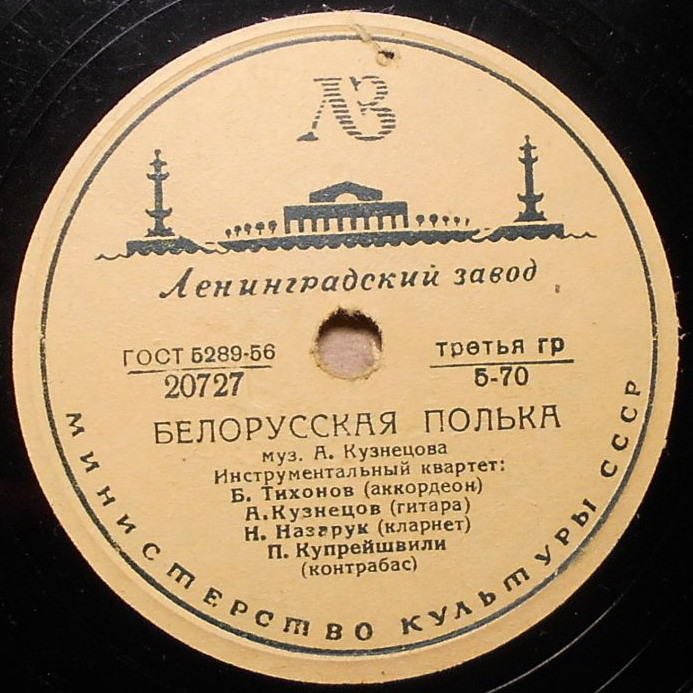 ЛЗ
Ленинградский завод
ГОСТ 5289-56
20727
третья гр
5-70
БЕЛОРУССКАЯ ПОЛЬКА
муз. А. Кузнецова
Инструментальный квартет:
Б. Тихонов (аккордеон)
А.Кузнецов (гитара)
Н. Назарук (кларнет)
П. Купрейшвили
(контрабас)
МИНИСТЕРСТВО КУЛЬТУРЫ СССР